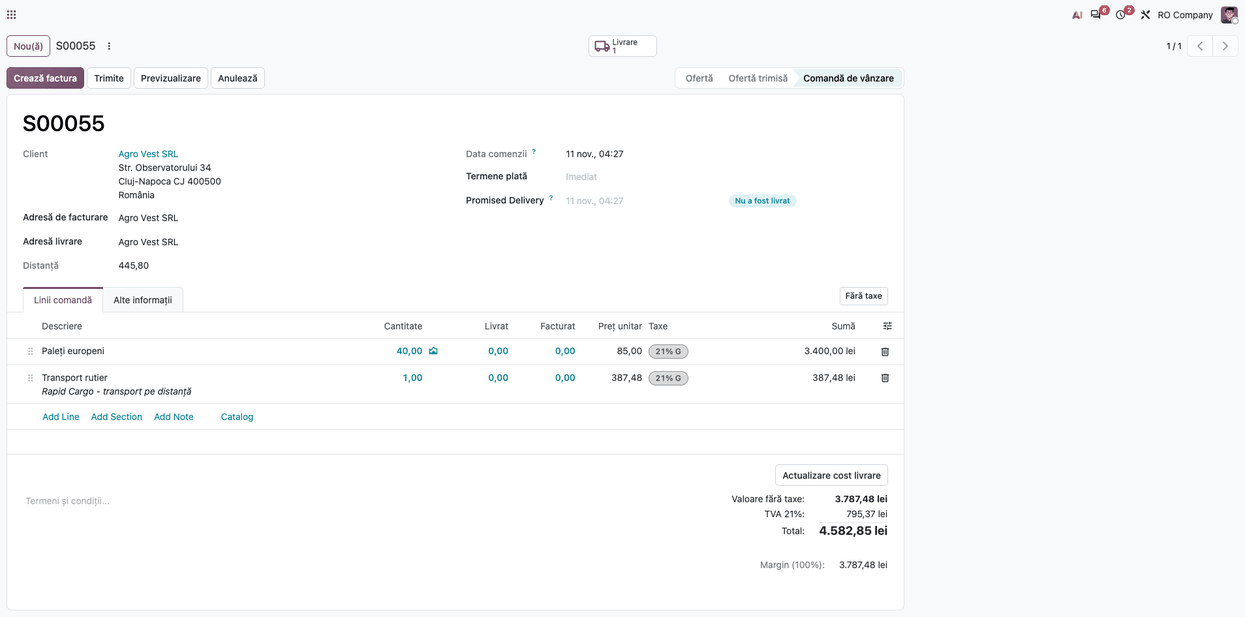 AI 6 2 RO Company
Nou(ă) S00055 Livrare 1 1 / 1
Crează factura Trimite Previzualizare Anulează Ofertă Ofertă trimisă Comandă de vânzare
S00055
Client Agro Vest SRL Data comenzii ? 11 nov., 04:27
Str. Observatorului 34
Cluj-Napoca CJ 400500 Termene plată Imediat
România
Promised Delivery ? 11 nov., 04:27 Nu a fost livrat
Adresă de facturare Agro Vest SRL
Adresă livrare Agro Vest SRL
Distanță 445,80
Linii comandă Alte informații Fără taxe
Descriere Cantitate Livrat Facturat Preț unitar Taxe Sumă
Paleți europeni 40,00 0,00 0,00 85,00 21% G 3.400,00 lei
Transport rutier 1,00 0,00 0,00 387,48 21% G 387,48 lei
Rapid Cargo - transport pe distanță
Add Line Add Section Add Note Catalog
Actualizare cost livrare
Termeni și condiții... Valoare fără taxe: 3.787,48 lei
TVA 21%: 795,37 lei
Total: 4.582,85 lei
Margin (100%): 3.787,48 lei